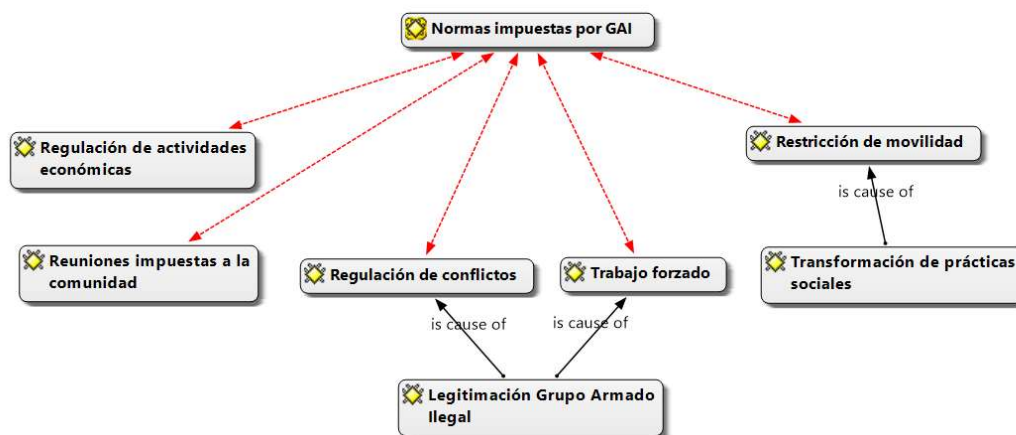 Normas impuestas por GAI
Regulación de actividades
económicas
Restricción de movilidad
is cause of
Reuniones impuestas a la
comunidad
Regulación de conflictos
Trabajo forzado
Transformación de prácticas
sociales
is cause of
is cause of
Legitimación Grupo Armado
Ilegal